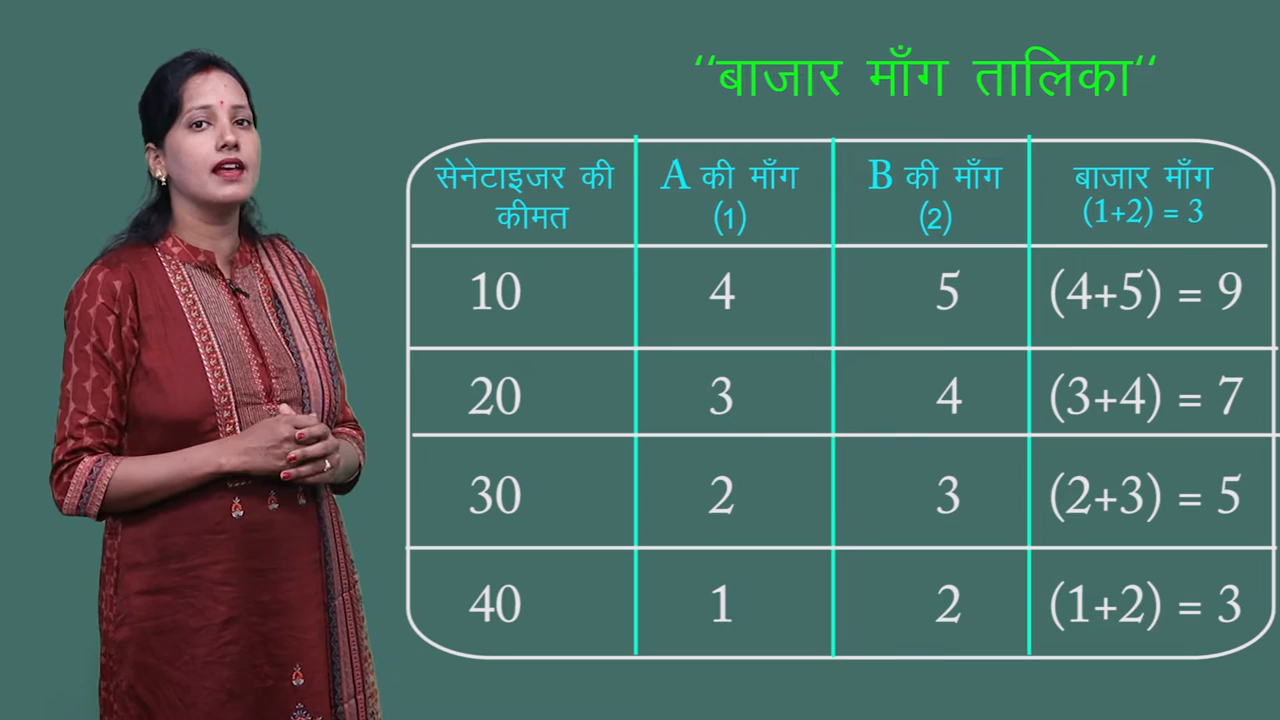 ‘‘बाजार माँग तालिका‘‘
सेनेटाइजर की कीमत A की माँग (1) B की माँग (2) बाजार माँग (1+2) = 3
10 4 5 (4+5) = 9
20 3 4 (3+4) = 7
30 2 3 (2+3) = 5
40 1 2 (1+2) = 3